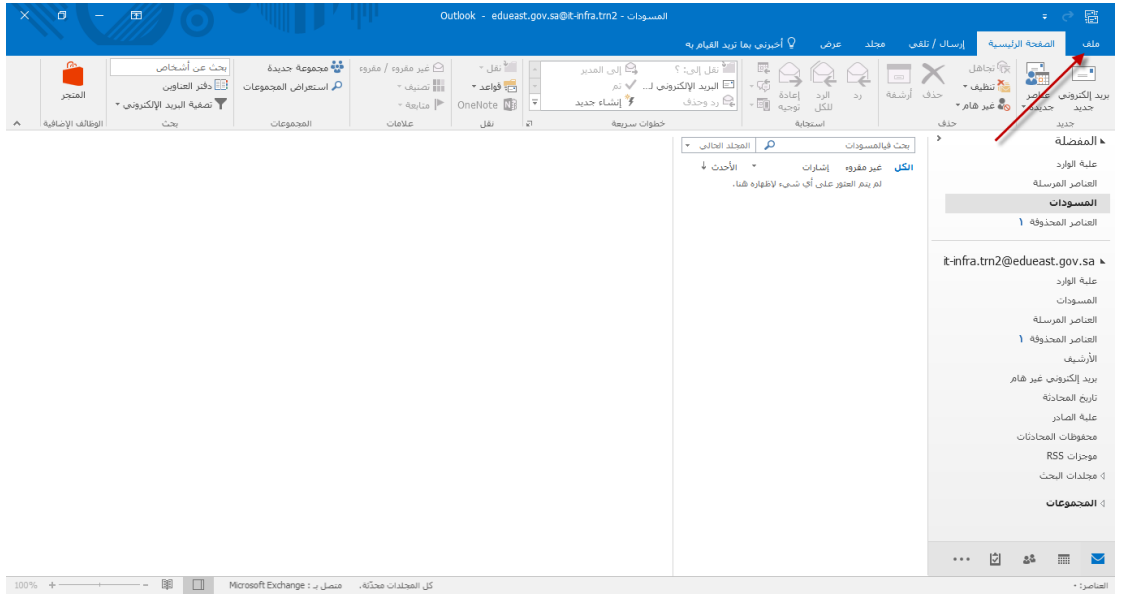 المسودات - Outlook - edueast.gov.sa@it-infra.trn2
ملف الصفحة الرئيسية إرسال / تلقي مجلد عرض أخبرني بما تريد القيام به
بريد إلكتروني جديد
عناصر جديدة
جديد
تجاهل
تنظيف
غير هام
حذف
أرشفة
حذف
رد
الرد للكل
إعادة توجيه
استجابة
نقل إلى: ؟
البريد الإلكتروني لـ...
رد وحذف
إلى المدير
تم
إنشاء جديد
خطوات سريعة
نقل
قواعد
OneNote
نقل
غير مقروء / مقروء
تصنيف
متابعة
علامات
مجموعة جديدة
استعراض المجموعات
المجموعات
بحث عن أشخاص
دفتر العناوين
تصفية البريد الإلكتروني
بحث
المتجر
الوظائف الإضافية
المفضلة
علبة الوارد
العناصر المرسلة
المسودات
العناصر المحذوفة ١
it-infra.trn2@edueast.gov.sa
علبة الوارد
المسودات
العناصر المرسلة
العناصر المحذوفة ١
الأرشيف
بريد إلكتروني غير هام
تاريخ المحادثة
علبة الصادر
محفوظات المحادثات
موجزات RSS
مجلدات البحث
المجموعات
بحث فيالمسودات المجلد الحالي
الكل غير مقروء إشارات الأحدث
لم يتم العثور على أي شيء لإظهاره هنا.
العناصر: ٠
كل المجلدات محدّثة. متصل بـ : Microsoft Exchange
100%